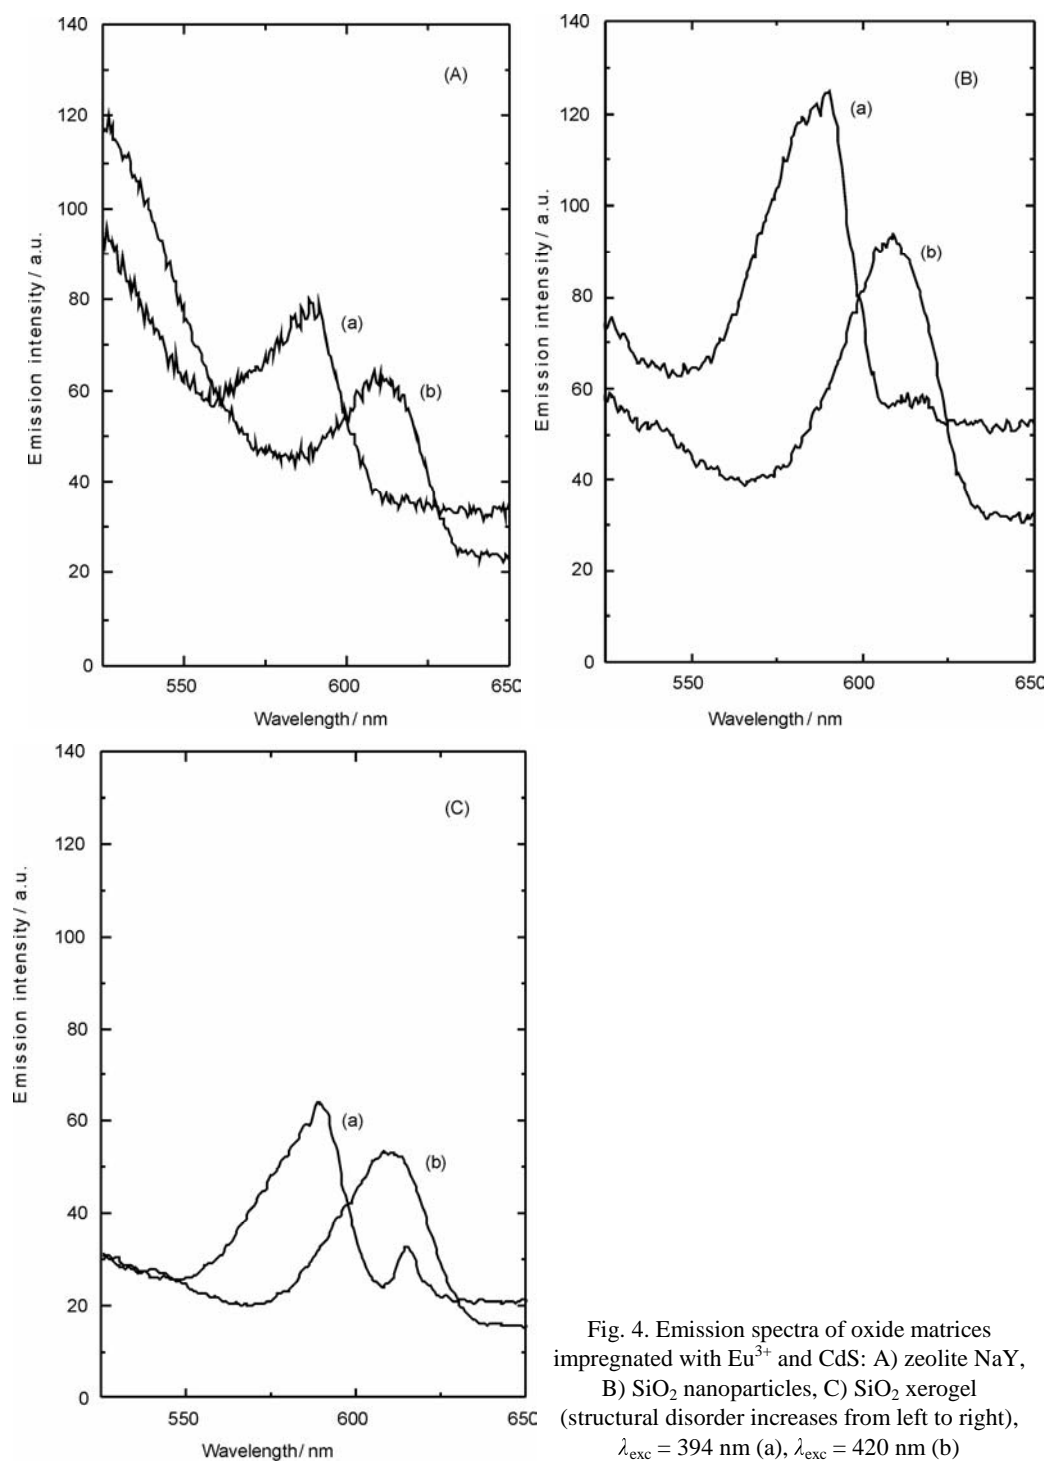 140
120
100
80
60
40
20
0
Emission intensity / a.u.
(A)
(a)
(b)
550
600
650
Wavelength / nm
140
120
100
80
60
40
20
0
Emission intensity / a.u.
(B)
(a)
(b)
550
600
650
Wavelength / nm
140
120
100
80
60
40
20
0
Emission intensity / a.u.
(C)
(a)
(b)
550
600
650
Wavelength / nm
Fig. 4. Emission spectra of oxide matrices
impregnated with Eu³⁺ and CdS: A) zeolite NaY,
B) SiO₂ nanoparticles, C) SiO₂ xerogel
(structural disorder increases from left to right),
λexc = 394 nm (a), λexc = 420 nm (b)